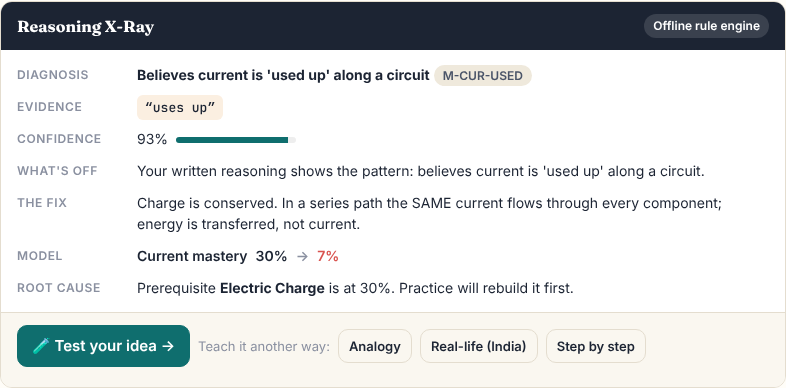 Reasoning X-Ray
Offline rule engine
DIAGNOSIS
Believes current is 'used up' along a circuit M-CUR-USED
EVIDENCE
“uses up”
CONFIDENCE
93%
WHAT'S OFF
Your written reasoning shows the pattern: believes current is 'used up' along a circuit.
THE FIX
Charge is conserved. In a series path the SAME current flows through every component;
energy is transferred, not current.
MODEL
Current mastery 30% → 7%
ROOT CAUSE
Prerequisite Electric Charge is at 30%. Practice will rebuild it first.
🧪 Test your idea →
Teach it another way:
Analogy
Real-life (India)
Step by step